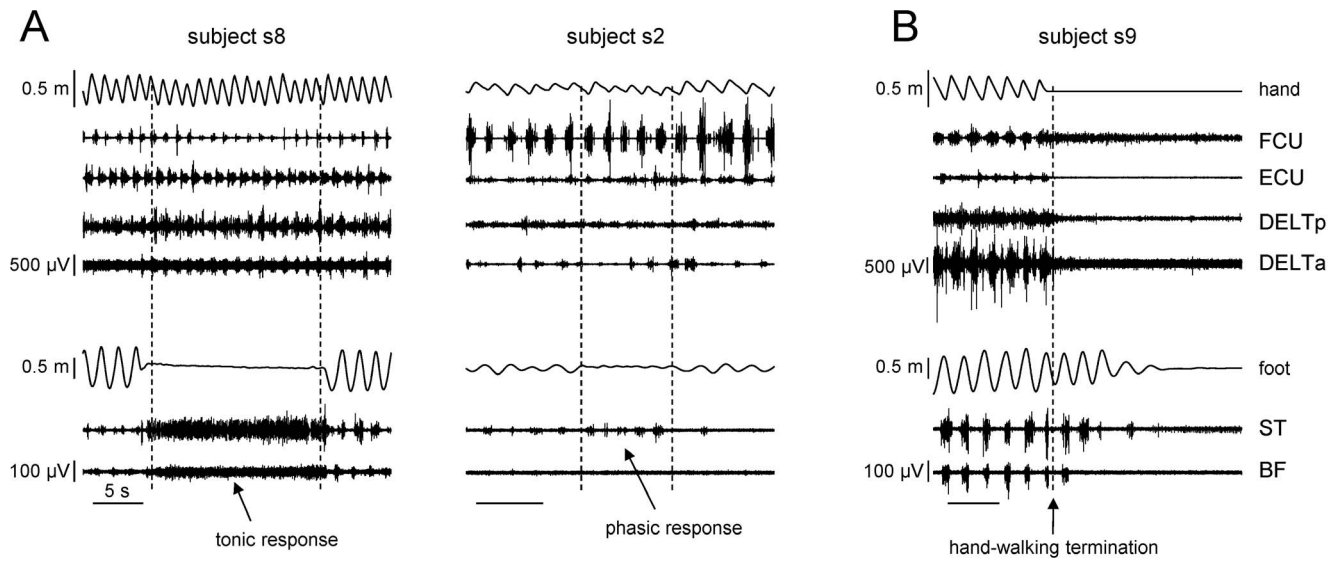 A
B
subject s8
subject s2
subject s9
0.5 m
hand
FCU
ECU
DELTp
500 µV
500 µV
DELTa
0.5 m
0.5 m
foot
ST
100 µV
100 µV
BF
5 s
tonic response
phasic response
hand-walking termination
0.5 m